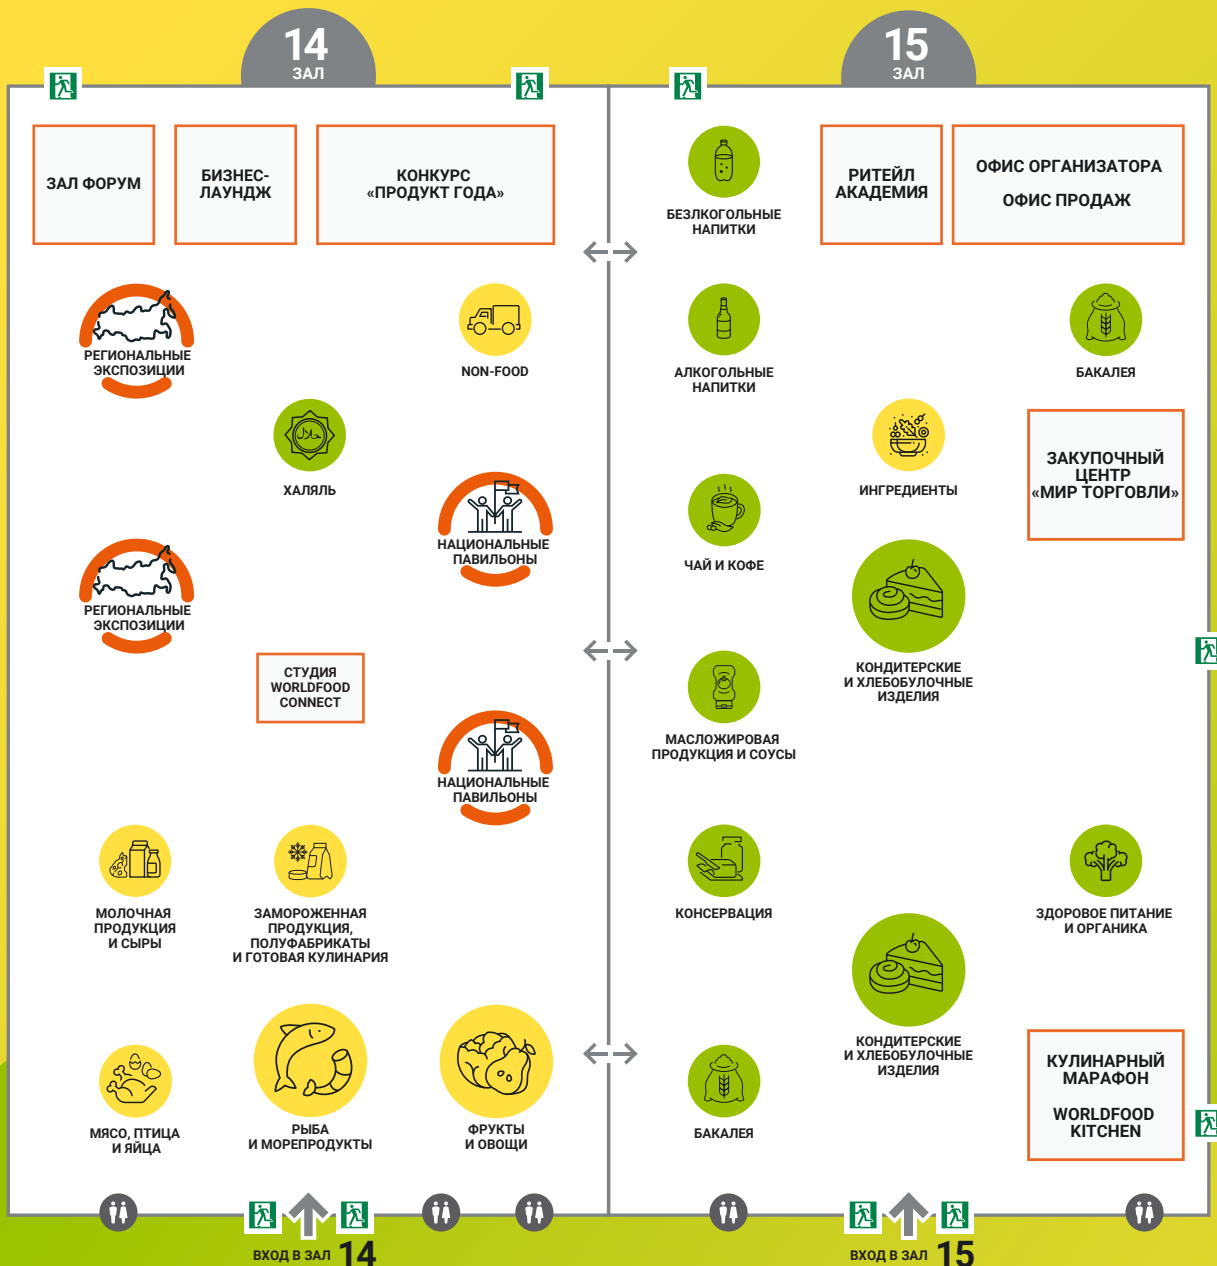 14
ЗАЛ
15
ЗАЛ
ЗАЛ ФОРУМ
БИЗНЕС-
ЛАУНДЖ
КОНКУРС
«ПРОДУКТ ГОДА»
БЕЗЛКОГОЛЬНЫЕ
НАПИТКИ
РИТЕЙЛ
АКАДЕМИЯ
ОФИС ОРГАНИЗАТОРА
ОФИС ПРОДАЖ
РЕГИОНАЛЬНЫЕ
ЭКСПОЗИЦИИ
NON-FOOD
АЛКОГОЛЬНЫЕ
НАПИТКИ
БАКАЛЕЯ
حلال
ХАЛЯЛЬ
ИНГРЕДИЕНТЫ
ЗАКУПОЧНЫЙ
ЦЕНТР
«МИР ТОРГОВЛИ»
НАЦИОНАЛЬНЫЕ
ПАВИЛЬОНЫ
ЧАЙ И КОФЕ
РЕГИОНАЛЬНЫЕ
ЭКСПОЗИЦИИ
КОНДИТЕРСКИЕ
И ХЛЕБОБУЛОЧНЫЕ
ИЗДЕЛИЯ
СТУДИЯ
WORLDFOOD
CONNECT
МАСЛОЖИРОВАЯ
ПРОДУКЦИЯ И СОУСЫ
НАЦИОНАЛЬНЫЕ
ПАВИЛЬОНЫ
МОЛОЧНАЯ
ПРОДУКЦИЯ
И СЫРЫ
ЗАМОРОЖЕННАЯ
ПРОДУКЦИЯ,
ПОЛУФАБРИКАТЫ
И ГОТОВАЯ КУЛИНАРИЯ
КОНСЕРВАЦИЯ
ЗДОРОВОЕ ПИТАНИЕ
И ОРГАНИКА
КОНДИТЕРСКИЕ
И ХЛЕБОБУЛОЧНЫЕ
ИЗДЕЛИЯ
КУЛИНАРНЫЙ
МАРАФОН
WORLDFOOD
KITCHEN
МЯСО, ПТИЦА
И ЯЙЦА
РЫБА
И МОРЕПРОДУКТЫ
ФРУКТЫ
И ОВОЩИ
БАКАЛЕЯ
ВХОД В ЗАЛ 14
ВХОД В ЗАЛ 15